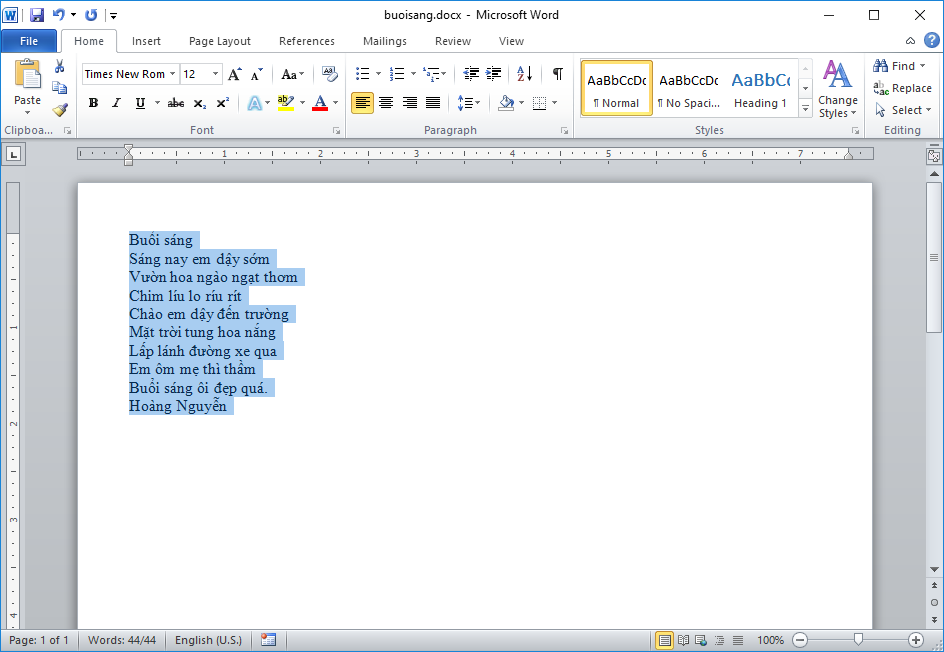 buoisang.docx - Microsoft Word
File Home Insert Page Layout References Mailings Review View
Paste
Clipboa...
Times New Rom 12
Aa
B I U abc x₂ x²
A ab A
Font
A Z
Paragraph
AaBbCcDc AaBbCcDc AaBbCc
¶ Normal ¶ No Spaci... Heading 1
Change Styles
Styles
Find
Replace
Select
Editing
1 2 3 4 5 6 7
Buổi sáng
Sáng nay em dậy sớm
Vườn hoa ngào ngạt thơm
Chim líu lo ríu rít
Chào em dậy đến trường
Mặt trời tung hoa nắng
Lấp lánh đường xe qua
Em ôm mẹ thì thầm
Buổi sáng ôi đẹp quá.
Hoàng Nguyễn
1
2
3
4
Page: 1 of 1 Words: 44/44 English (U.S.) 100%